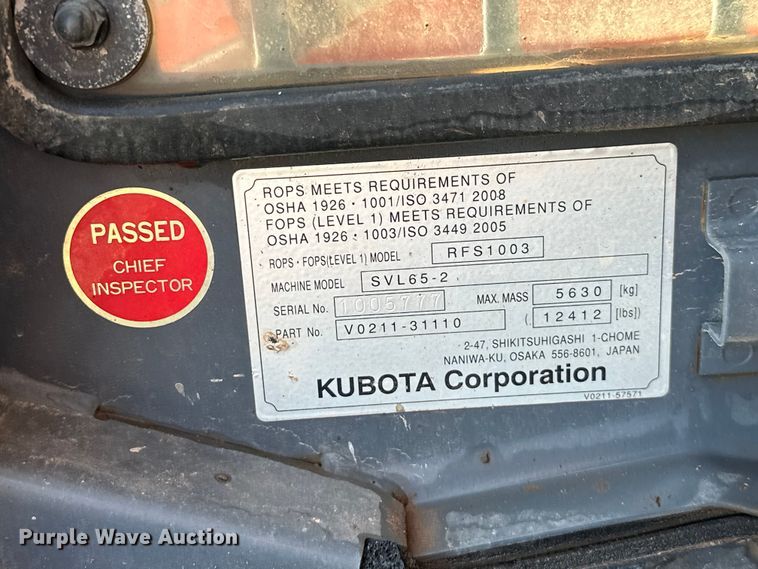 PASSED
CHIEF
INSPECTOR
ROPS MEETS REQUIREMENTS OF
OSHA 1926・1001/ISO 3471 2008
FOPS (LEVEL 1) MEETS REQUIREMENTS OF
OSHA 1926・1003/ISO 3449 2005
ROPS・FOPS(LEVEL 1) MODEL RFS1003
MACHINE MODEL SVL65-2
SERIAL No. 1005777 MAX. MASS 5630 [kg]
PART No. V0211-31110 (12412 [lbs])
2-47, SHIKITSUHIGASHI 1-CHOME
NANIWA-KU, OSAKA 556-8601, JAPAN
KUBOTA Corporation
V0211-57571
Purple Wave Auction